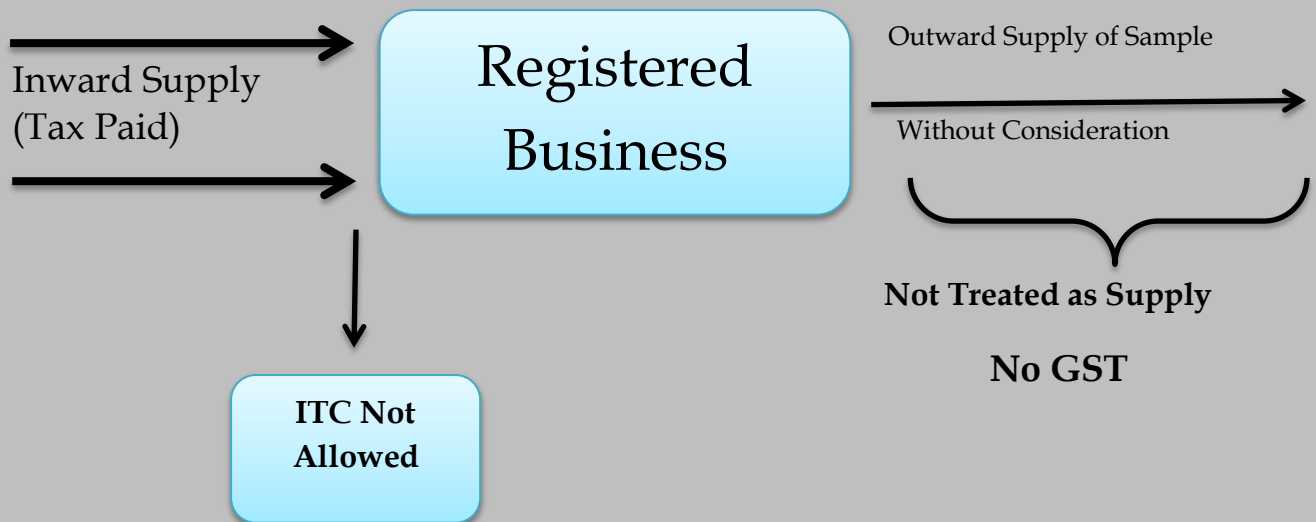 Inward Supply
(Tax Paid)
Registered
Business
Outward Supply of Sample
Without Consideration
Not Treated as Supply
No GST
ITC Not
Allowed